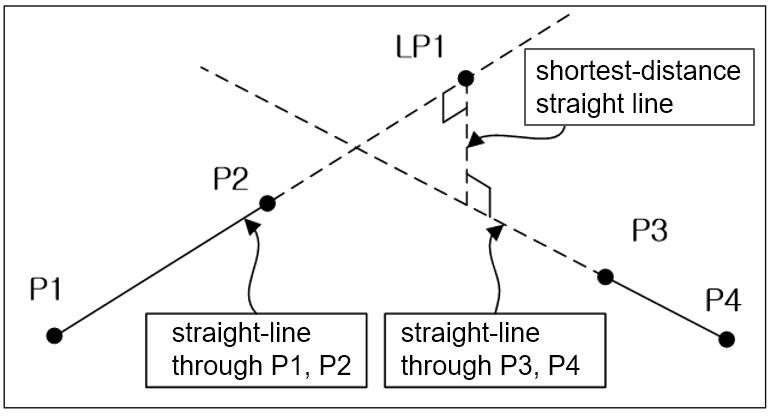 LP1
shortest-distance
straight line
P2
P3
P1
P4
straight-line
through P1, P2
straight-line
through P3, P4